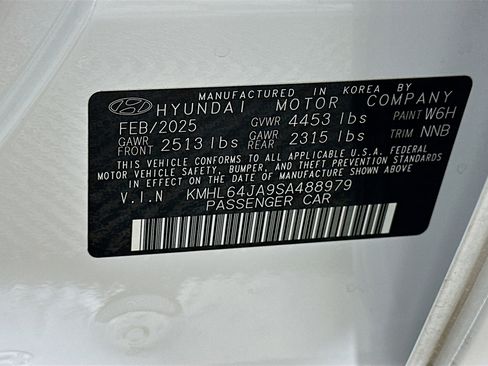 MANUFACTURED IN KOREA BY
HYUNDAI MOTOR COMPANY
FEB/2025 GVWR 4453 lbs PAINT W6H
GAWR FRONT 2513 lbs GAWR REAR 2315 lbs TRIM NNB
THIS VEHICLE CONFORMS TO ALL APPLICABLE U.S.A. FEDERAL
MOTOR VEHICLE SAFETY, BUMPER, AND THEFT PREVENTION STANDARDS
IN EFFECT ON THE DATE OF MANUFACTURE SHOWN ABOVE
V.I.N KMHL64JA9SA488979
PASSENGER CAR